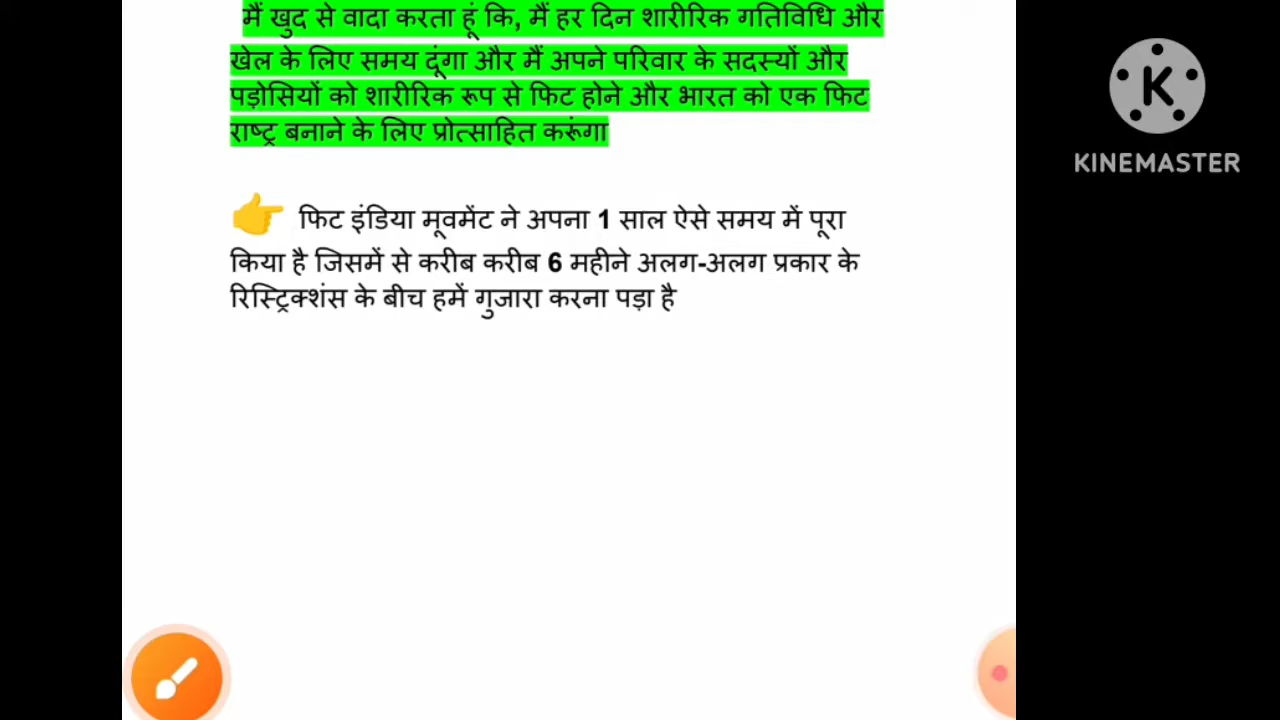 मैं खुद से वादा करता हूं कि, मैं हर दिन शारीरिक गतिविधि और
खेल के लिए समय दूंगा और मैं अपने परिवार के सदस्यों और
पड़ोसियों को शारीरिक रूप से फिट होने और भारत को एक फिट
राष्ट्र बनाने के लिए प्रोत्साहित करूंगा
👉 फिट इंडिया मूवमेंट ने अपना 1 साल ऐसे समय में पूरा
किया है जिसमें से करीब करीब 6 महीने अलग-अलग प्रकार के
रिस्ट्रिक्शंस के बीच हमें गुजारा करना पड़ा है
K
KINEMASTER